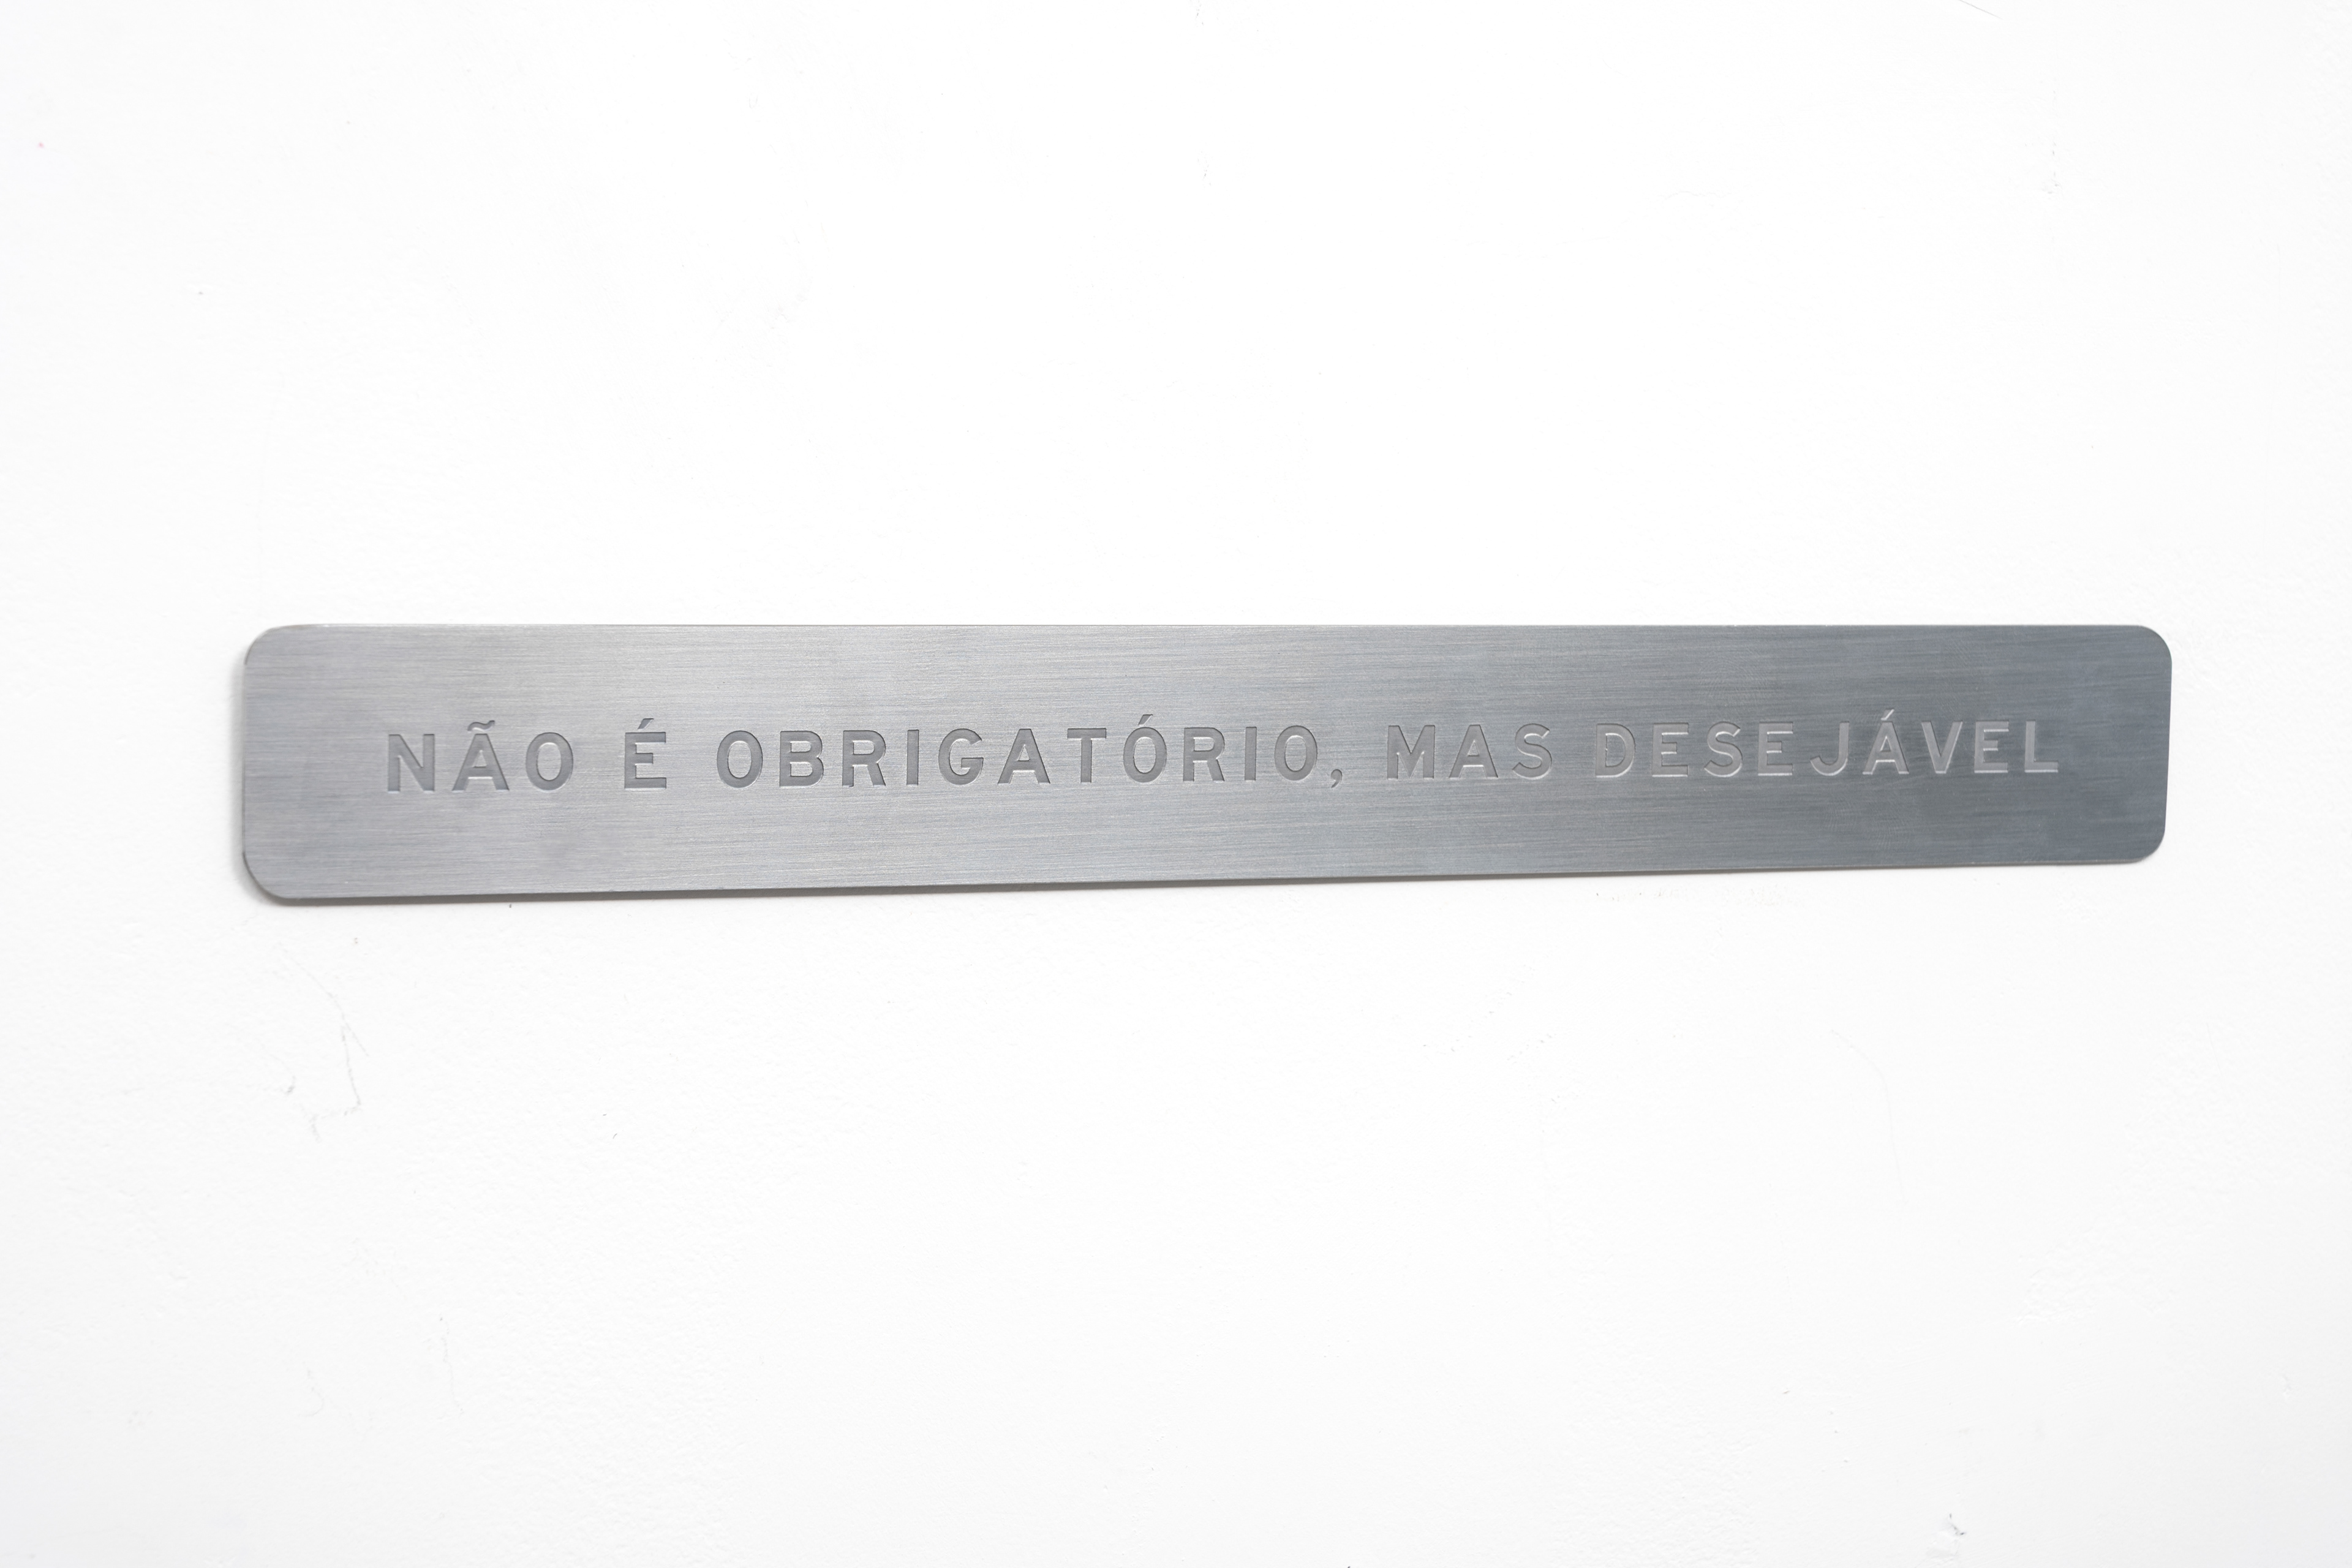 NÃO É OBRIGATÓRIO, MAS DESEJÁVEL